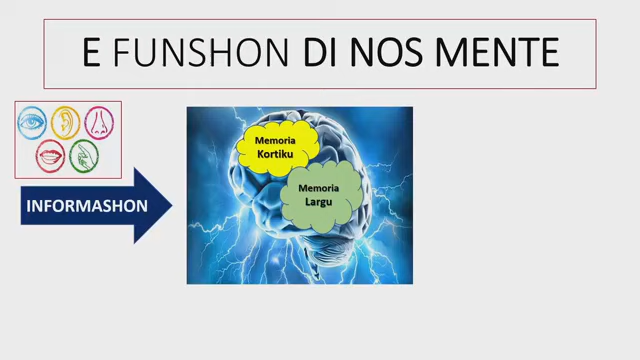 E FUNSHON DI NOS MENTE
INFORMASHON
Memoria
Kortiku
Memoria
Largu